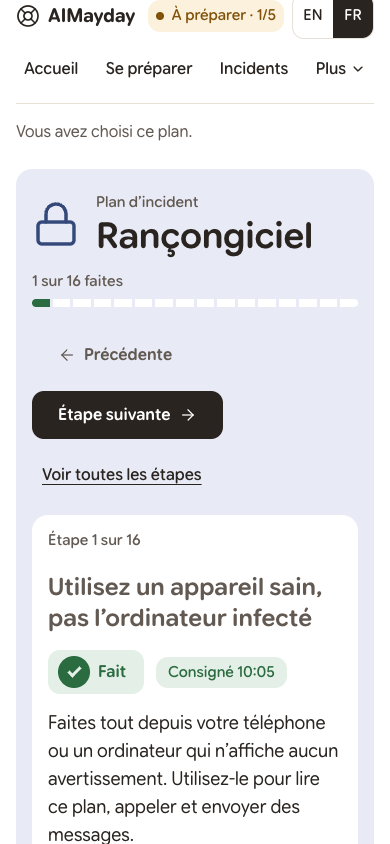 AIMayday
À préparer · 1/5
EN
FR
Accueil
Se préparer
Incidents
Plus
Vous avez choisi ce plan.
Plan d’incident
Rançongiciel
1 sur 16 faites
← Précédente
Étape suivante →
Voir toutes les étapes
Étape 1 sur 16
Utilisez un appareil sain,
pas l’ordinateur infecté
Fait
Consigné 10:05
Faites tout depuis votre téléphone
ou un ordinateur qui n’affiche aucun
avertissement. Utilisez-le pour lire
ce plan, appeler et envoyer des
messages.